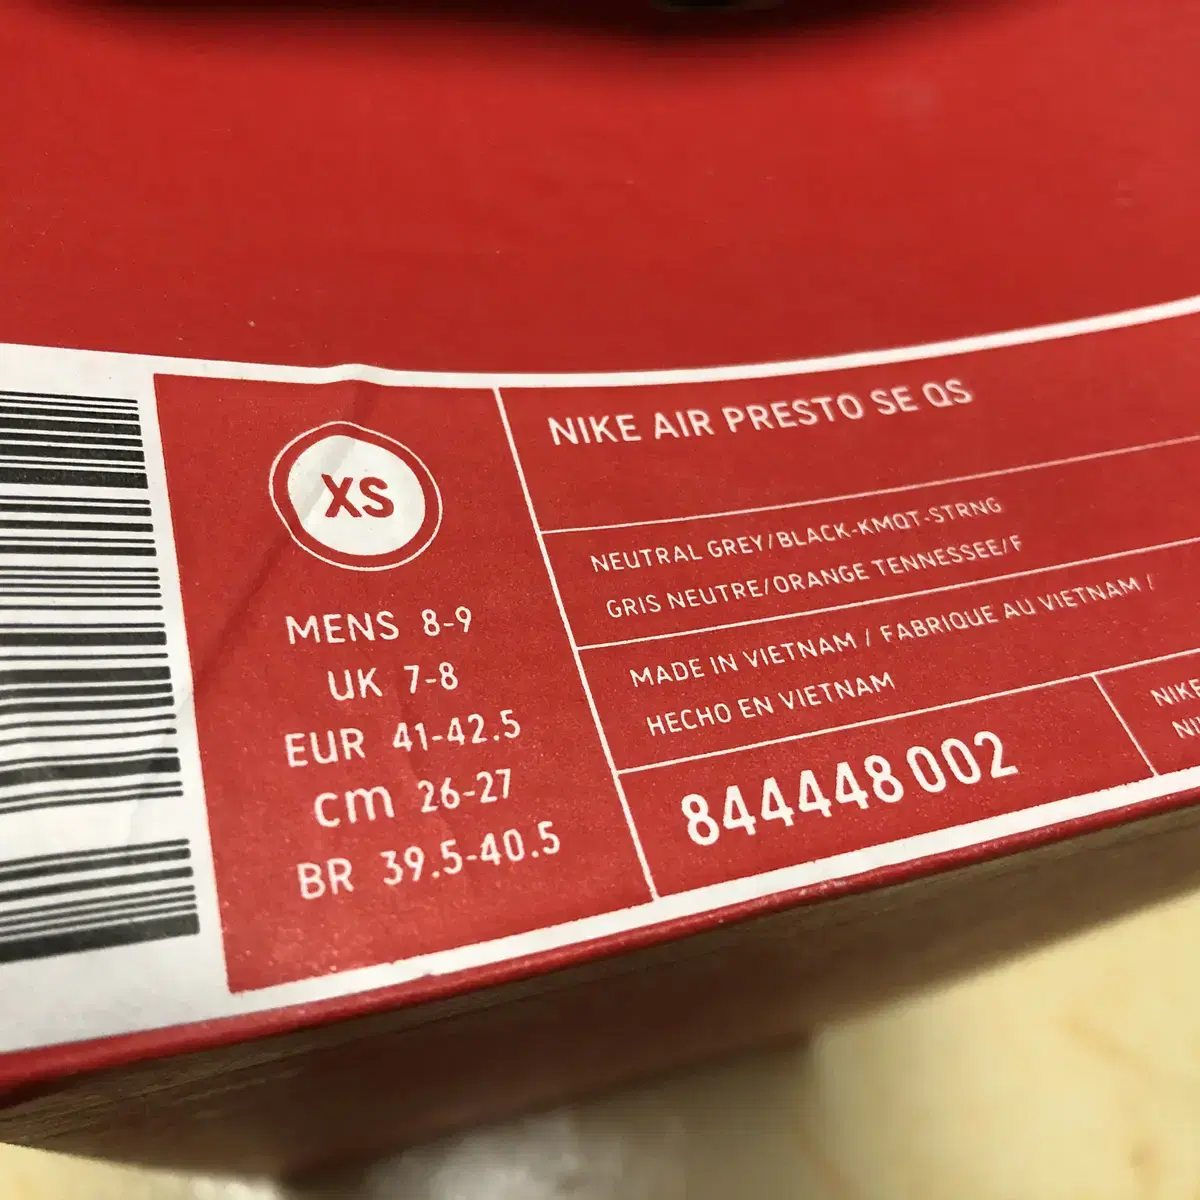 XS
MENS 8-9
UK 7-8
EUR 41-42.5
cm 26-27
BR 39.5-40.5
NIKE AIR PRESTO SE QS
NEUTRAL GREY/BLACK-KMQT-STRNG
GRIS NEUTRE/ORANGE TENNESSEE/F
MADE IN VIETNAM / FABRIQUE AU VIETNAM /
HECHO EN VIETNAM
844448 002
NIKE